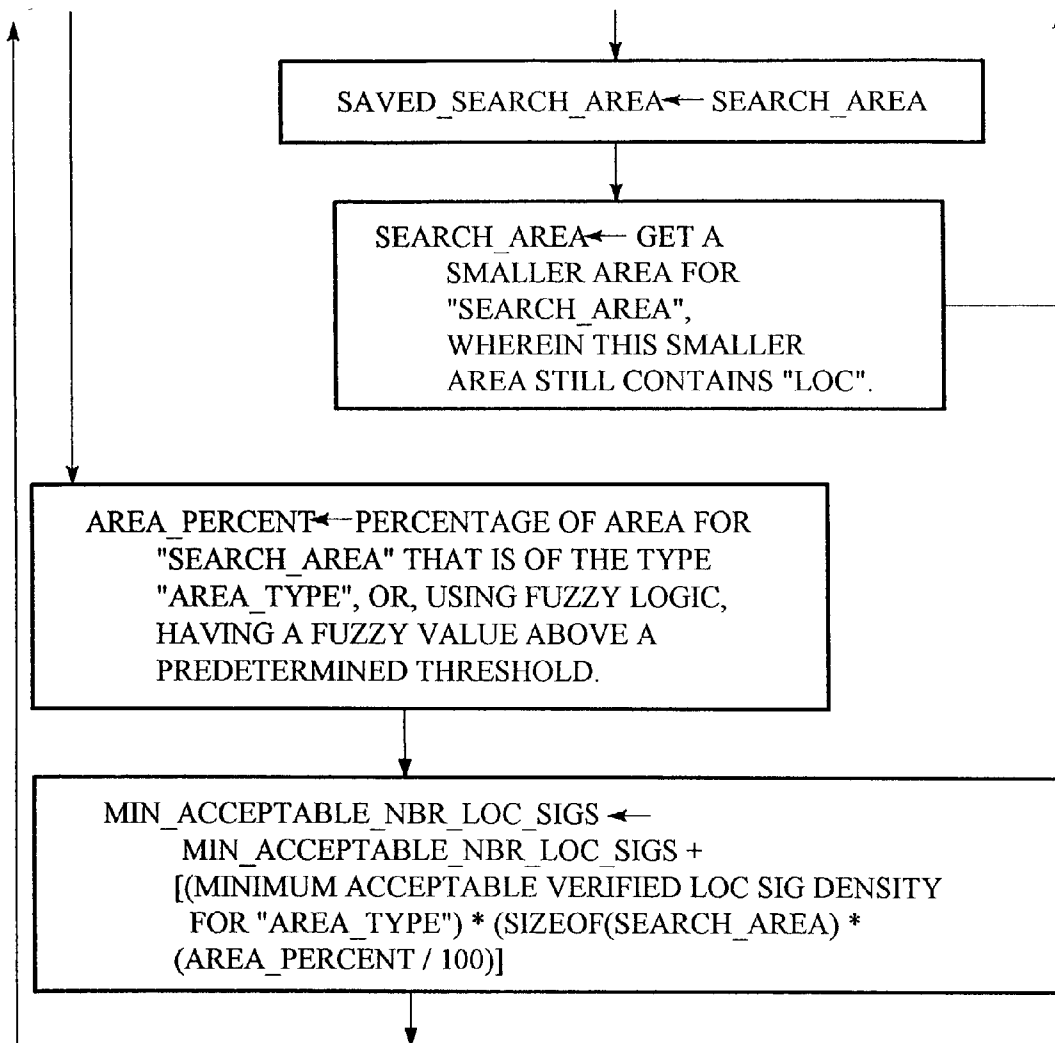 SAVED_SEARCH_AREA← SEARCH_AREA
SEARCH_AREA← GET A
SMALLER AREA FOR
"SEARCH_AREA",
WHEREIN THIS SMALLER
AREA STILL CONTAINS "LOC".
AREA_PERCENT←PERCENTAGE OF AREA FOR
"SEARCH_AREA" THAT IS OF THE TYPE
"AREA_TYPE", OR, USING FUZZY LOGIC,
HAVING A FUZZY VALUE ABOVE A
PREDETERMINED THRESHOLD.
MIN_ACCEPTABLE_NBR_LOC_SIGS ←
MIN_ACCEPTABLE_NBR_LOC_SIGS +
[(MINIMUM ACCEPTABLE VERIFIED LOC SIG DENSITY
FOR "AREA_TYPE") * (SIZEOF(SEARCH_AREA) *
(AREA_PERCENT / 100)]